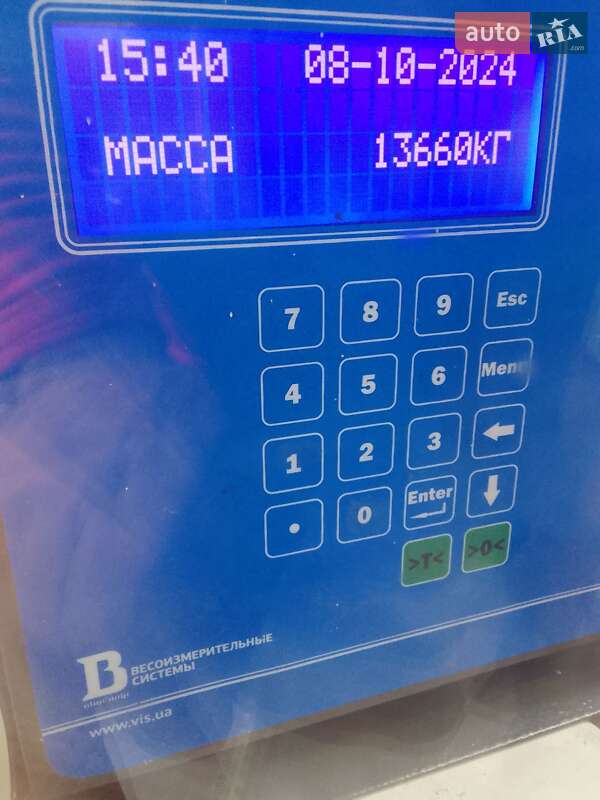 auto RIA .com
15:40 08-10-2024
МАССА 13660КГ
7 8 9 Esc
4 5 6 Menu
1 2 3
. 0 Enter
>T< >0<
В ВЕСОИЗМЕРИТЕЛЬНЫЕ
СИСТЕМЫ
www.vis.ua